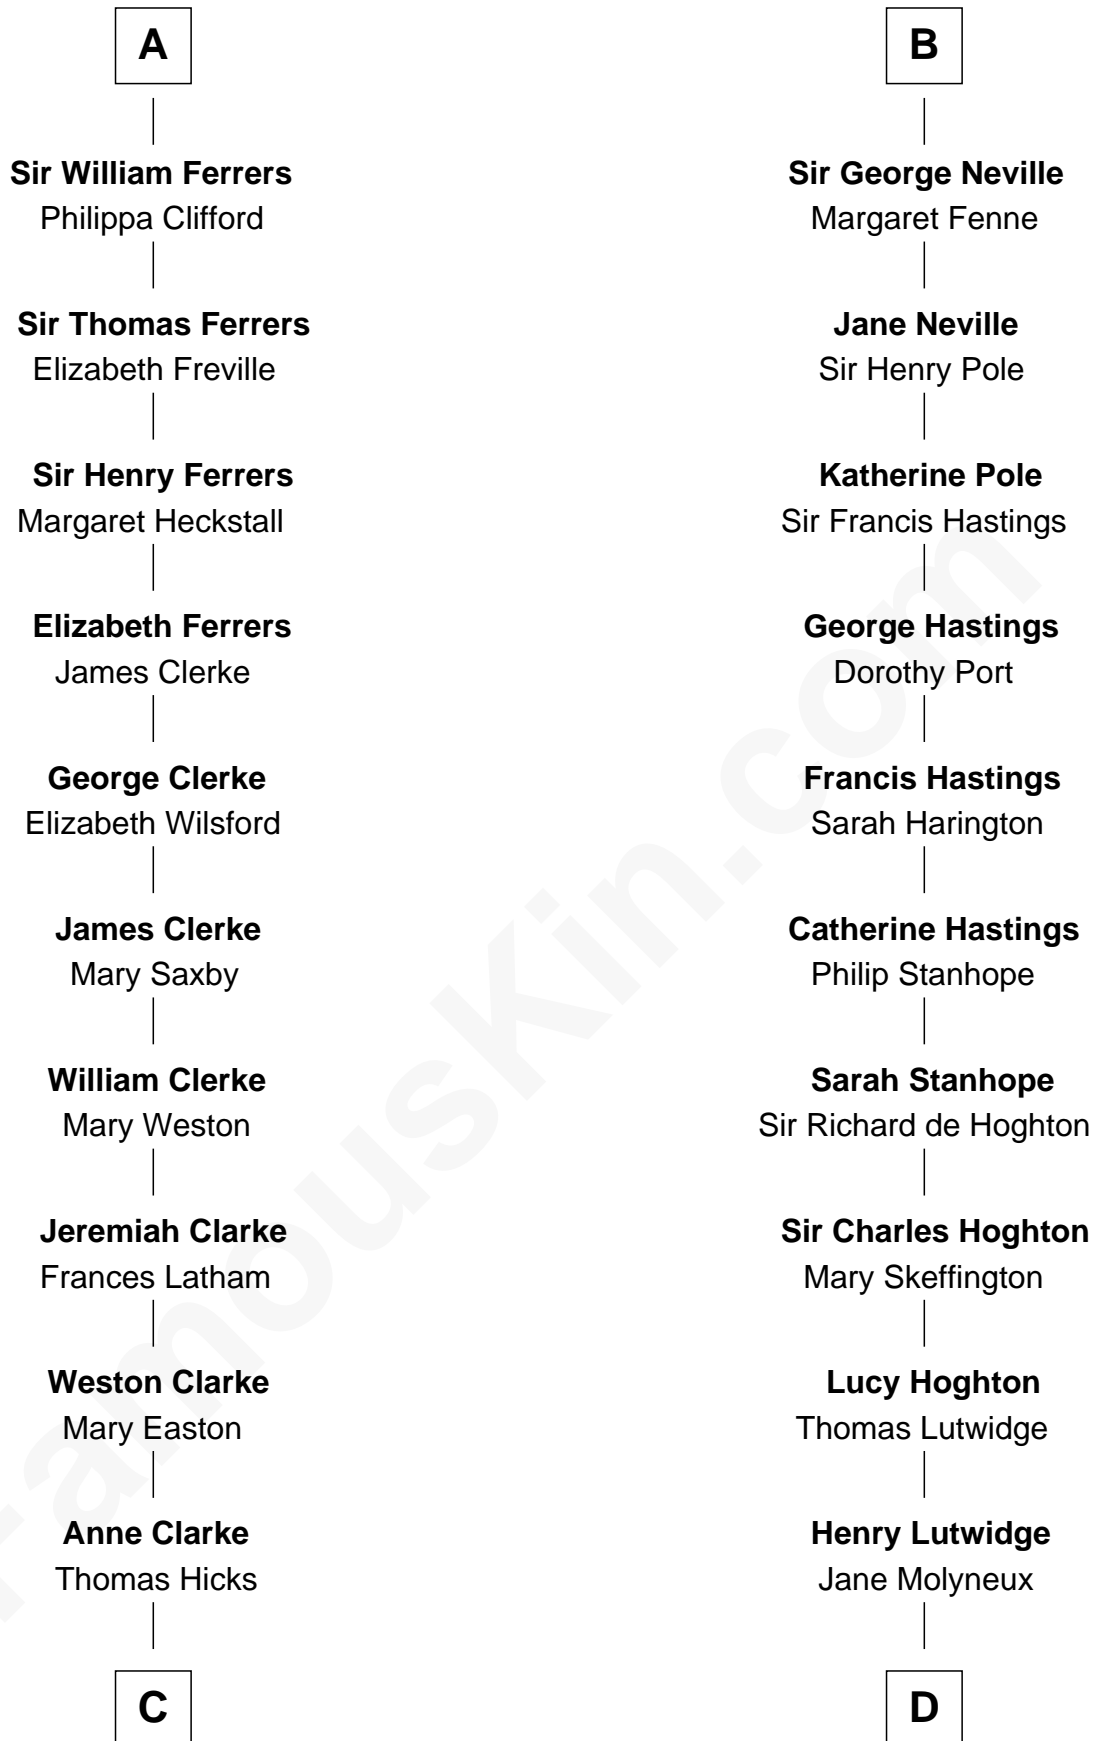 A
Sir William Ferrers
Philippa Clifford
Sir Thomas Ferrers
Elizabeth Freville
Sir Henry Ferrers
Margaret Heckstall
Elizabeth Ferrers
James Clerke
George Clerke
Elizabeth Wilsford
James Clerke
Mary Saxby
William Clerke
Mary Weston
Jeremiah Clarke
Frances Latham
Weston Clarke
Mary Easton
Anne Clarke
Thomas Hicks
C
B
Sir George Neville
Margaret Fenne
Jane Neville
Sir Henry Pole
Katherine Pole
Sir Francis Hastings
George Hastings
Dorothy Port
Francis Hastings
Sarah Harington
Catherine Hastings
Philip Stanhope
Sarah Stanhope
Sir Richard de Hoghton
Sir Charles Hoghton
Mary Skeffington
Lucy Hoghton
Thomas Lutwidge
Henry Lutwidge
Jane Molyneux
D
FamousKin.com